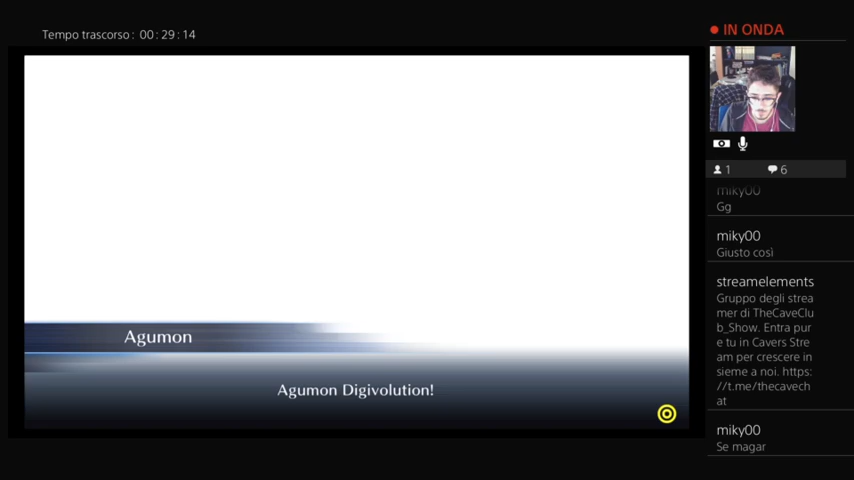 Tempo trascorso: 00:29:14
IN ONDA
1
6
miky00
Gg
miky00
Giusto così
streamelements
Gruppo degli strea
mer di TheCaveClu
b_Show. Entra pur
e tu in Cavers Stre
am per crescere in
sieme a noi. https:
//t.me/thecavech
at
miky00
Se magar
Agumon
Agumon Digivolution!